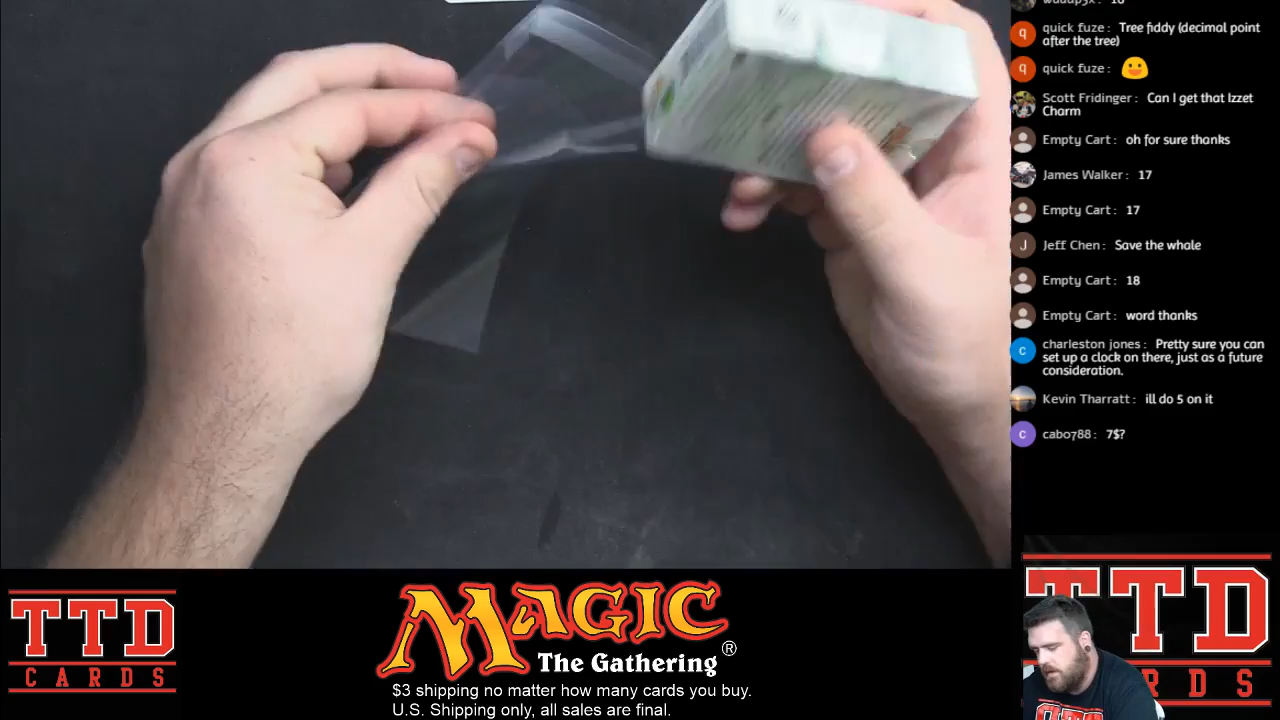 quick fuze : Tree fiddy (decimal point
after the tree)
quick fuze :
Scott Fridinger : Can I get that Izzet
Charm
Empty Cart : oh for sure thanks
James Walker : 17
Empty Cart : 17
Jeff Chen : Save the whale
Empty Cart : 18
Empty Cart : word thanks
charleston jones : Pretty sure you can
set up a clock on there, just as a future
consideration.
Kevin Tharratt : ill do 5 on it
cabo788 : 7$?
TTD
CARDS
MAGIC
The Gathering®
$3 shipping no matter how many cards you buy.
U.S. Shipping only, all sales are final.
TTD
RDS